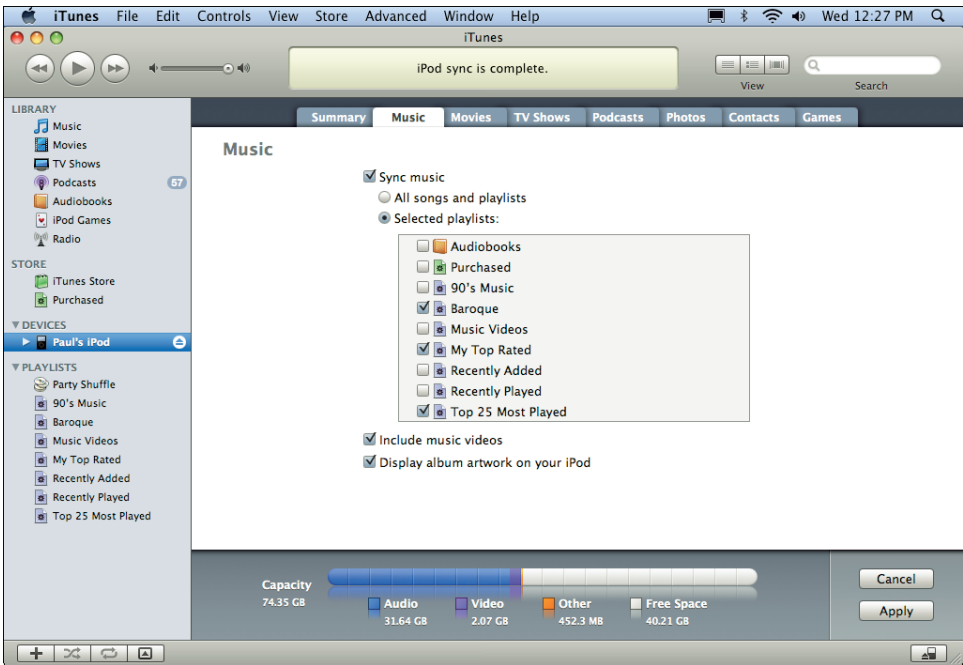 iTunes File Edit Controls View Store Advanced Window Help Wed 12:27 PM
iTunes
iPod sync is complete.
View Search
LIBRARY
Music
Movies
TV Shows
Podcasts 57
Audiobooks
iPod Games
Radio
STORE
iTunes Store
Purchased
DEVICES
Paul's iPod
PLAYLISTS
Party Shuffle
90's Music
Baroque
Music Videos
My Top Rated
Recently Added
Recently Played
Top 25 Most Played
Summary Music Movies TV Shows Podcasts Photos Contacts Games
Music
Sync music
All songs and playlists
Selected playlists:
Audiobooks
Purchased
90's Music
Baroque
Music Videos
My Top Rated
Recently Added
Recently Played
Top 25 Most Played
Include music videos
Display album artwork on your iPod
Capacity
74.35 GB
Audio Video Other Free Space
31.64 GB 2.07 GB 452.3 MB 40.21 GB
Cancel
Apply